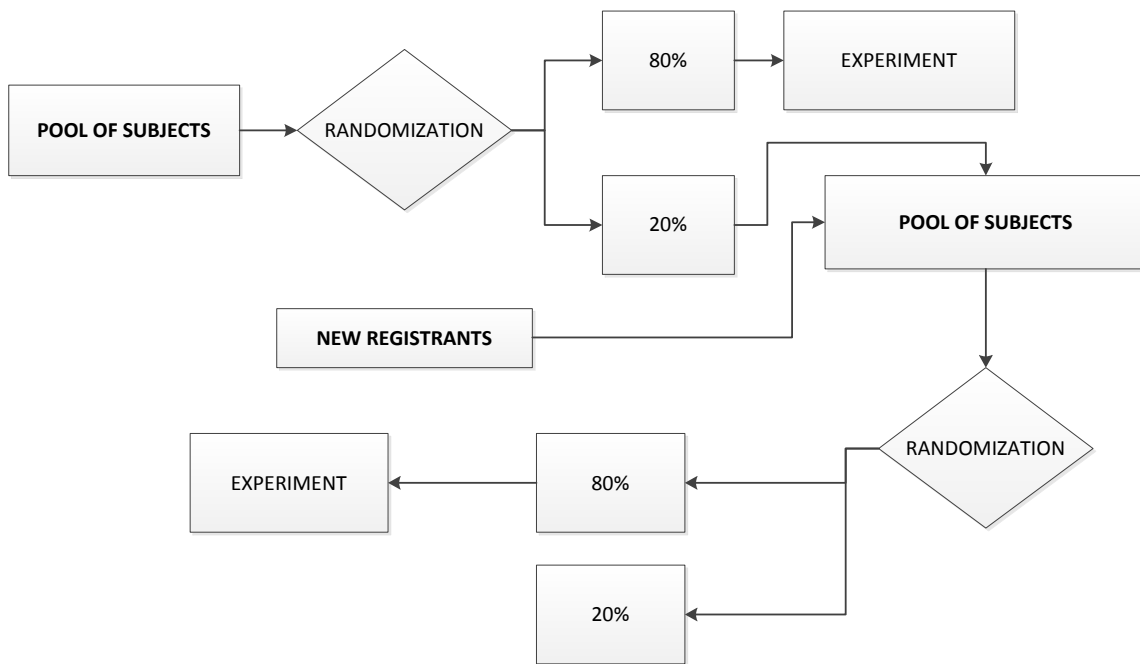 80%
EXPERIMENT
POOL OF SUBJECTS
RANDOMIZATION
20%
POOL OF SUBJECTS
NEW REGISTRANTS
RANDOMIZATION
EXPERIMENT
80%
20%